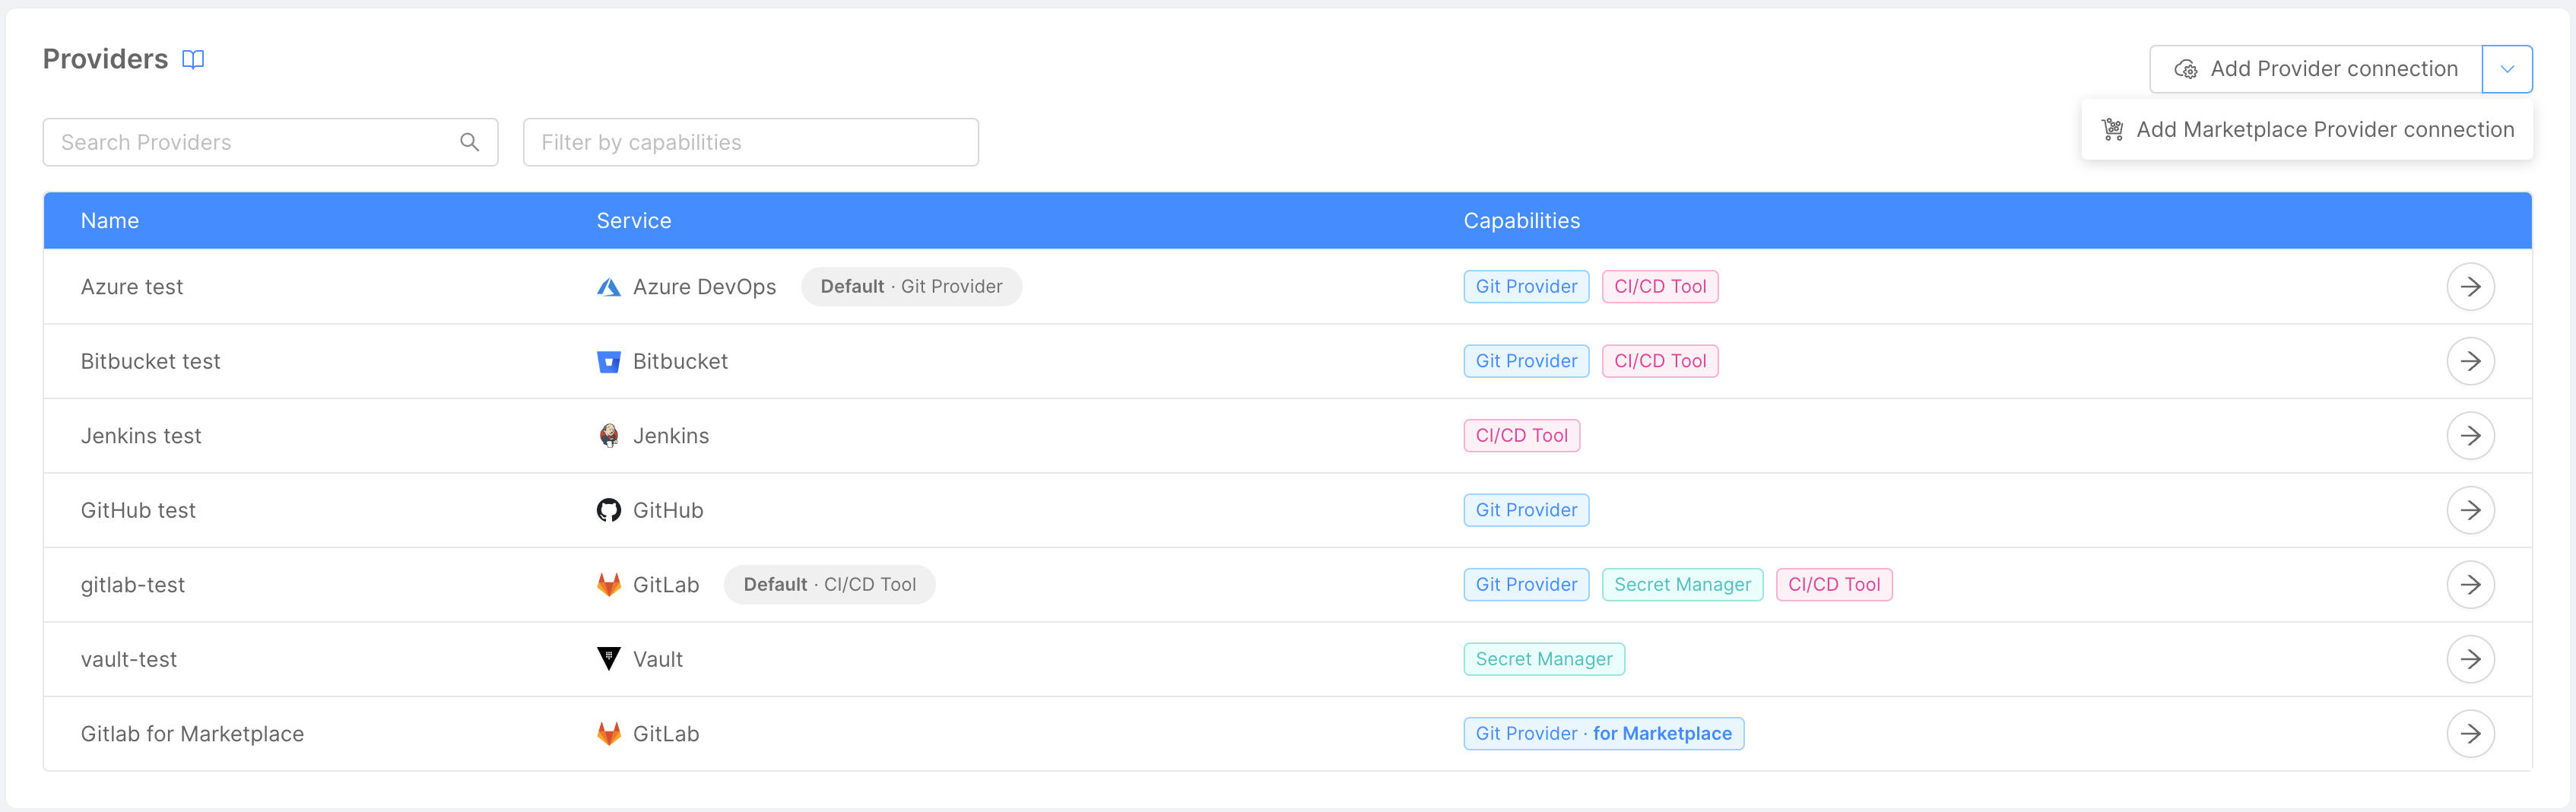 Providers
Add Provider connection
Add Marketplace Provider connection
Search Providers
Filter by capabilities
Name Service Capabilities
Azure test Azure DevOps Default · Git Provider Git Provider CI/CD Tool
Bitbucket test Bitbucket Git Provider CI/CD Tool
Jenkins test Jenkins CI/CD Tool
GitHub test GitHub Git Provider
gitlab-test GitLab Default · CI/CD Tool Git Provider Secret Manager CI/CD Tool
vault-test Vault Secret Manager
Gitlab for Marketplace GitLab Git Provider · for Marketplace